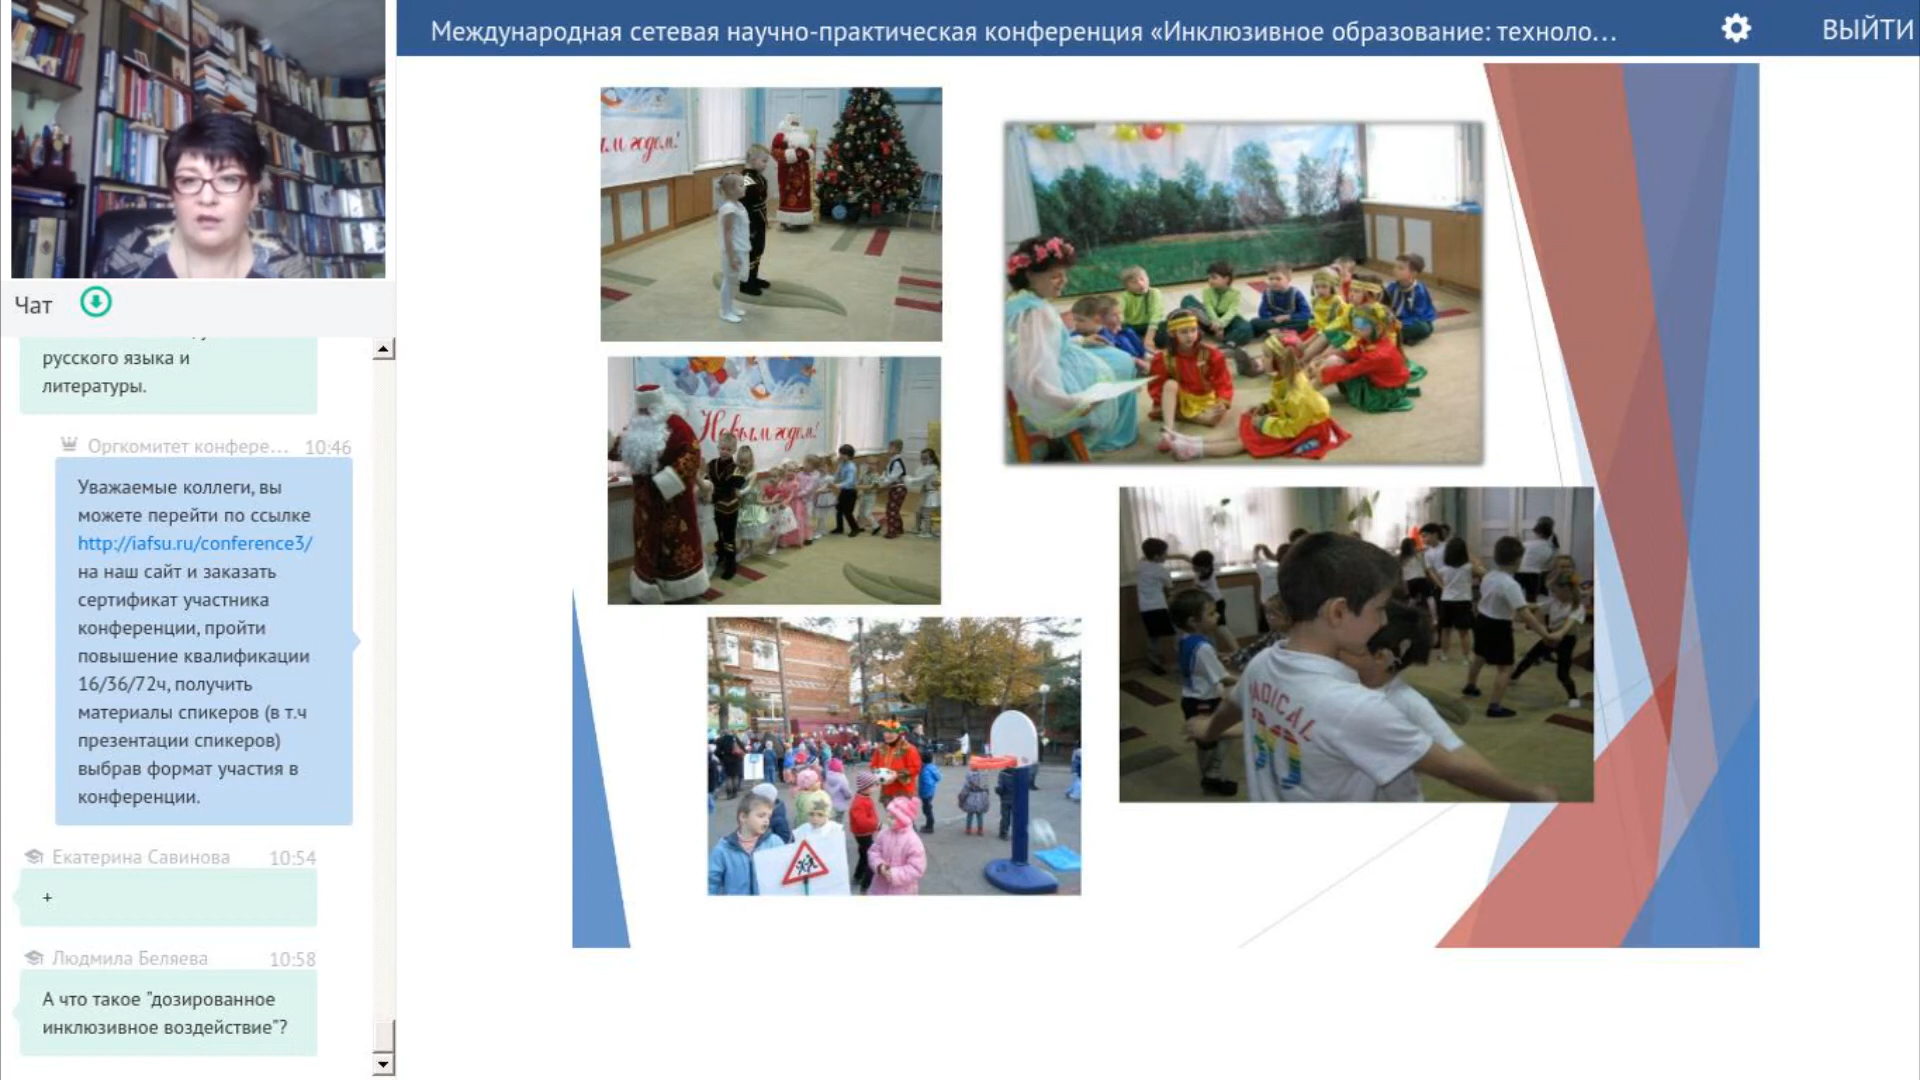 Международная сетевая научно-практическая конференция «Инклюзивное образование: техноло...
ВЫЙТИ
Чат
русского языка и
литературы.
Оргкомитет конфере... 10:46
Уважаемые коллеги, вы
можете перейти по ссылке
http://iafsu.ru/conference3/
на наш сайт и заказать
сертификат участника
конференции, пройти
повышение квалификации
16/36/72ч, получить
материалы спикеров (в т.ч
презентации спикеров)
выбрав формат участия в
конференции.
Екатерина Савинова 10:54
+
Людмила Беляева 10:58
А что такое "дозированное
инклюзивное воздействие"?
ым годом!
Новым годом!
ADICAL